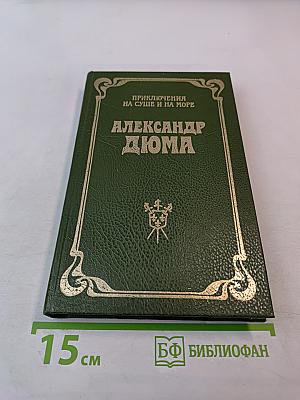 ПРИКЛЮЧЕНИЯ
НА СУШЕ И НА МОРЕ
АЛЕКСАНДР
ДЮМА
15 см
БФ БИБЛИОФАН